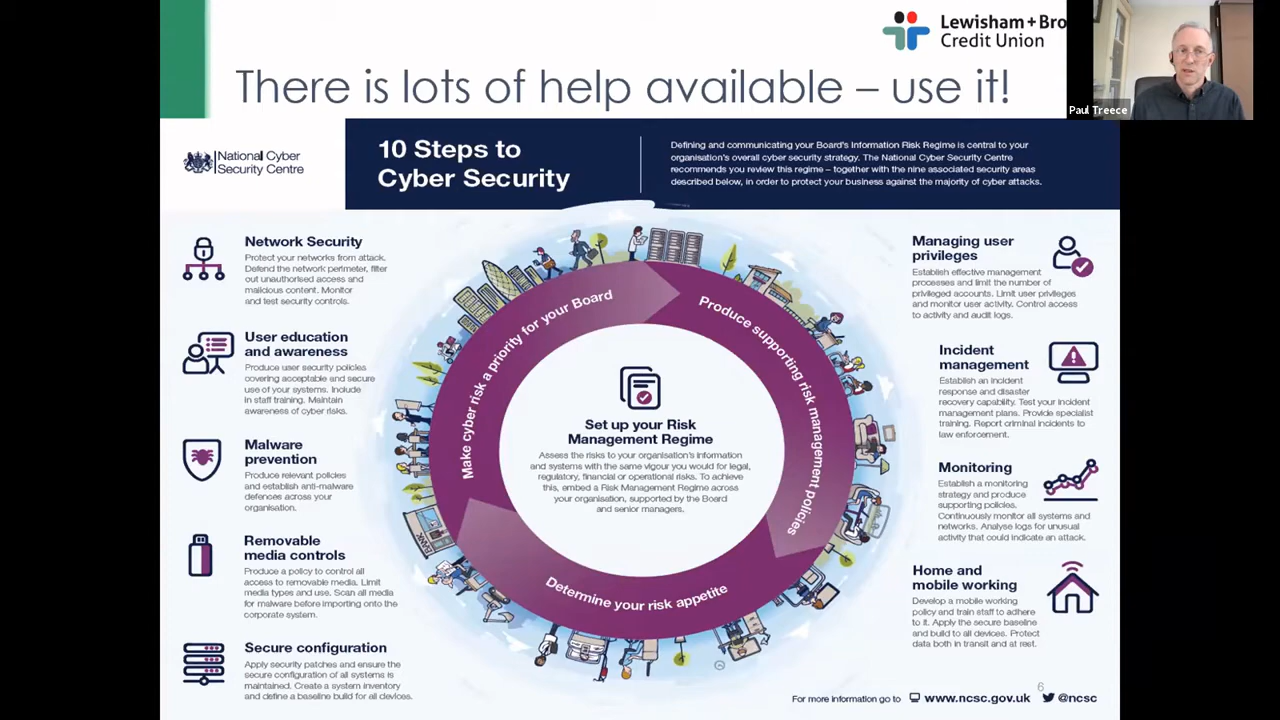 Lewisham + Bro
Credit Union
Paul Treece
There is lots of help available – use it!
National Cyber
Security Centre
10 Steps to
Cyber Security
Defining and communicating your Board's Information Risk Regime is central to your
organisation's overall cyber security strategy. The National Cyber Security Centre
recommends you review this regime – together with the nine associated security areas
described below, in order to protect your business against the majority of cyber attacks.
Network Security
Protect your networks from attack.
Defend the network perimeter, filter
out unauthorised access and
malicious content. Monitor
and test security controls.
User education
and awareness
Produce user security policies
covering acceptable and secure
use of your systems. Include
in staff training. Maintain
awareness of cyber risks.
Malware
prevention
Produce relevant policies
and establish anti-malware
defences across your
organisation.
Removable
media controls
Produce a policy to control all
access to removable media. Limit
media types and use. Scan all media
for malware before importing onto the
corporate system.
Secure configuration
Apply security patches and ensure the
secure configuration of all systems is
maintained. Create a system inventory
and define a baseline build for all devices.
Make cyber risk a priority for your Board
Produce supporting risk management policies
Determine your risk appetite
BANK
Set up your Risk
Management Regime
Assess the risks to your organisation's information
and systems with the same vigour you would for legal,
regulatory, financial or operational risks. To achieve
this, embed a Risk Management Regime across
your organisation, supported by the Board
and senior managers.
Managing user
privileges
Establish effective management
processes and limit the number of
privileged accounts. Limit user privileges
and monitor user activity. Control access
to activity and audit logs.
Incident
management
Establish an incident
response and disaster
recovery capability. Test your incident
management plans. Provide specialist
training. Report criminal incidents to
law enforcement.
Monitoring
Establish a monitoring
strategy and produce
supporting policies.
Continuously monitor all systems and
networks. Analyse logs for unusual
activity that could indicate an attack.
Home and
mobile working
Develop a mobile working
policy and train staff to adhere
to it. Apply the secure baseline
and build to all devices. Protect
data both in transit and at rest.
6
For more information go to www.ncsc.gov.uk @ncsc